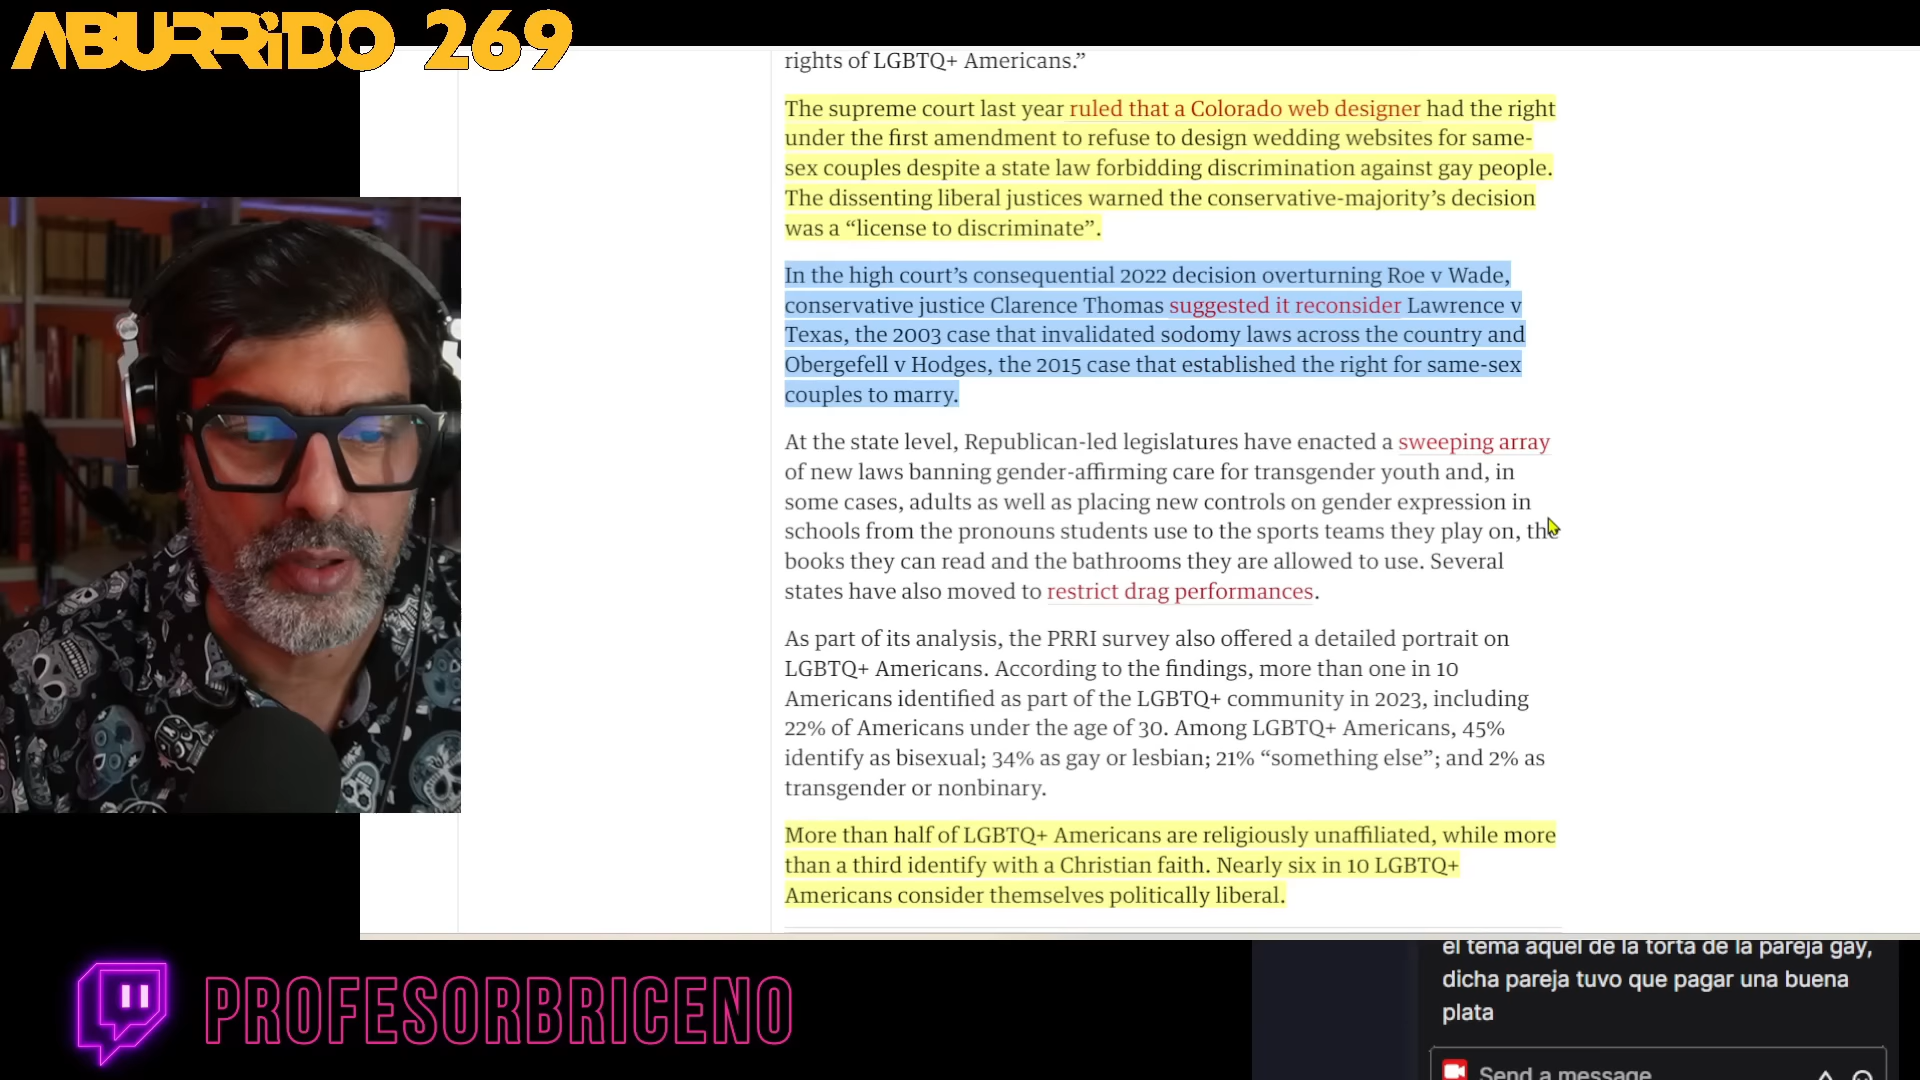 ABURRiDO 269
rights of LGBTQ+ Americans.”
The supreme court last year ruled that a Colorado web designer had the right
under the first amendment to refuse to design wedding websites for same-
sex couples despite a state law forbidding discrimination against gay people.
The dissenting liberal justices warned the conservative-majority’s decision
was a “license to discriminate”.
In the high court’s consequential 2022 decision overturning Roe v Wade,
conservative justice Clarence Thomas suggested it reconsider Lawrence v
Texas, the 2003 case that invalidated sodomy laws across the country and
Obergefell v Hodges, the 2015 case that established the right for same-sex
couples to marry.
At the state level, Republican-led legislatures have enacted a sweeping array
of new laws banning gender-affirming care for transgender youth and, in
some cases, adults as well as placing new controls on gender expression in
schools from the pronouns students use to the sports teams they play on, the
books they can read and the bathrooms they are allowed to use. Several
states have also moved to restrict drag performances.
As part of its analysis, the PRRI survey also offered a detailed portrait on
LGBTQ+ Americans. According to the findings, more than one in 10
Americans identified as part of the LGBTQ+ community in 2023, including
22% of Americans under the age of 30. Among LGBTQ+ Americans, 45%
identify as bisexual; 34% as gay or lesbian; 21% “something else”; and 2% as
transgender or nonbinary.
More than half of LGBTQ+ Americans are religiously unaffiliated, while more
than a third identify with a Christian faith. Nearly six in 10 LGBTQ+
Americans consider themselves politically liberal.
el tema aquel de la torta de la pareja gay,
dicha pareja tuvo que pagar una buena
plata
Send a message
PROFESORBRICENO